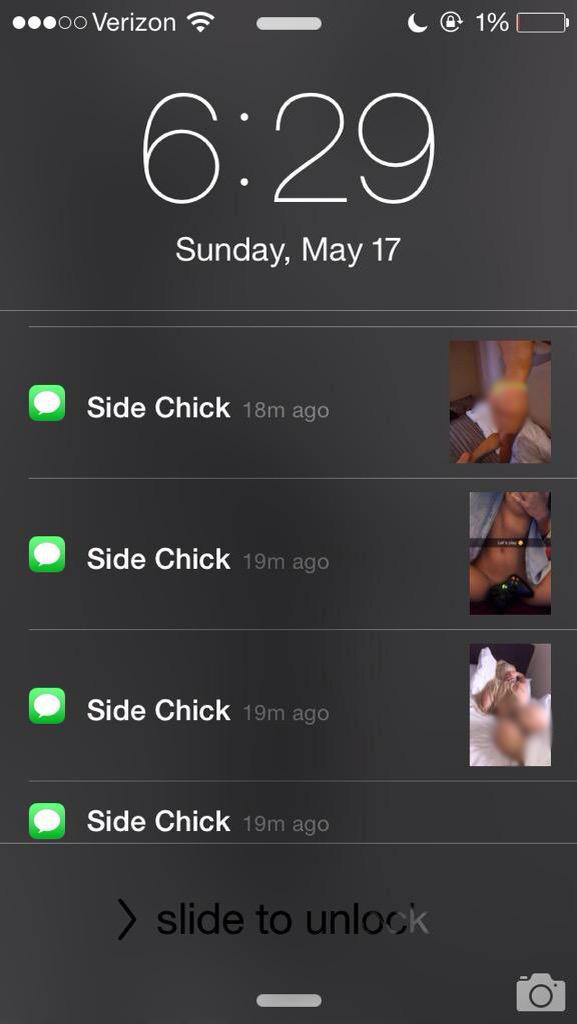 Verizon 1%
6:29
Sunday, May 17
Side Chick 18m ago
Side Chick 19m ago
Let's play
Side Chick 19m ago
Side Chick 19m ago
slide to unlock